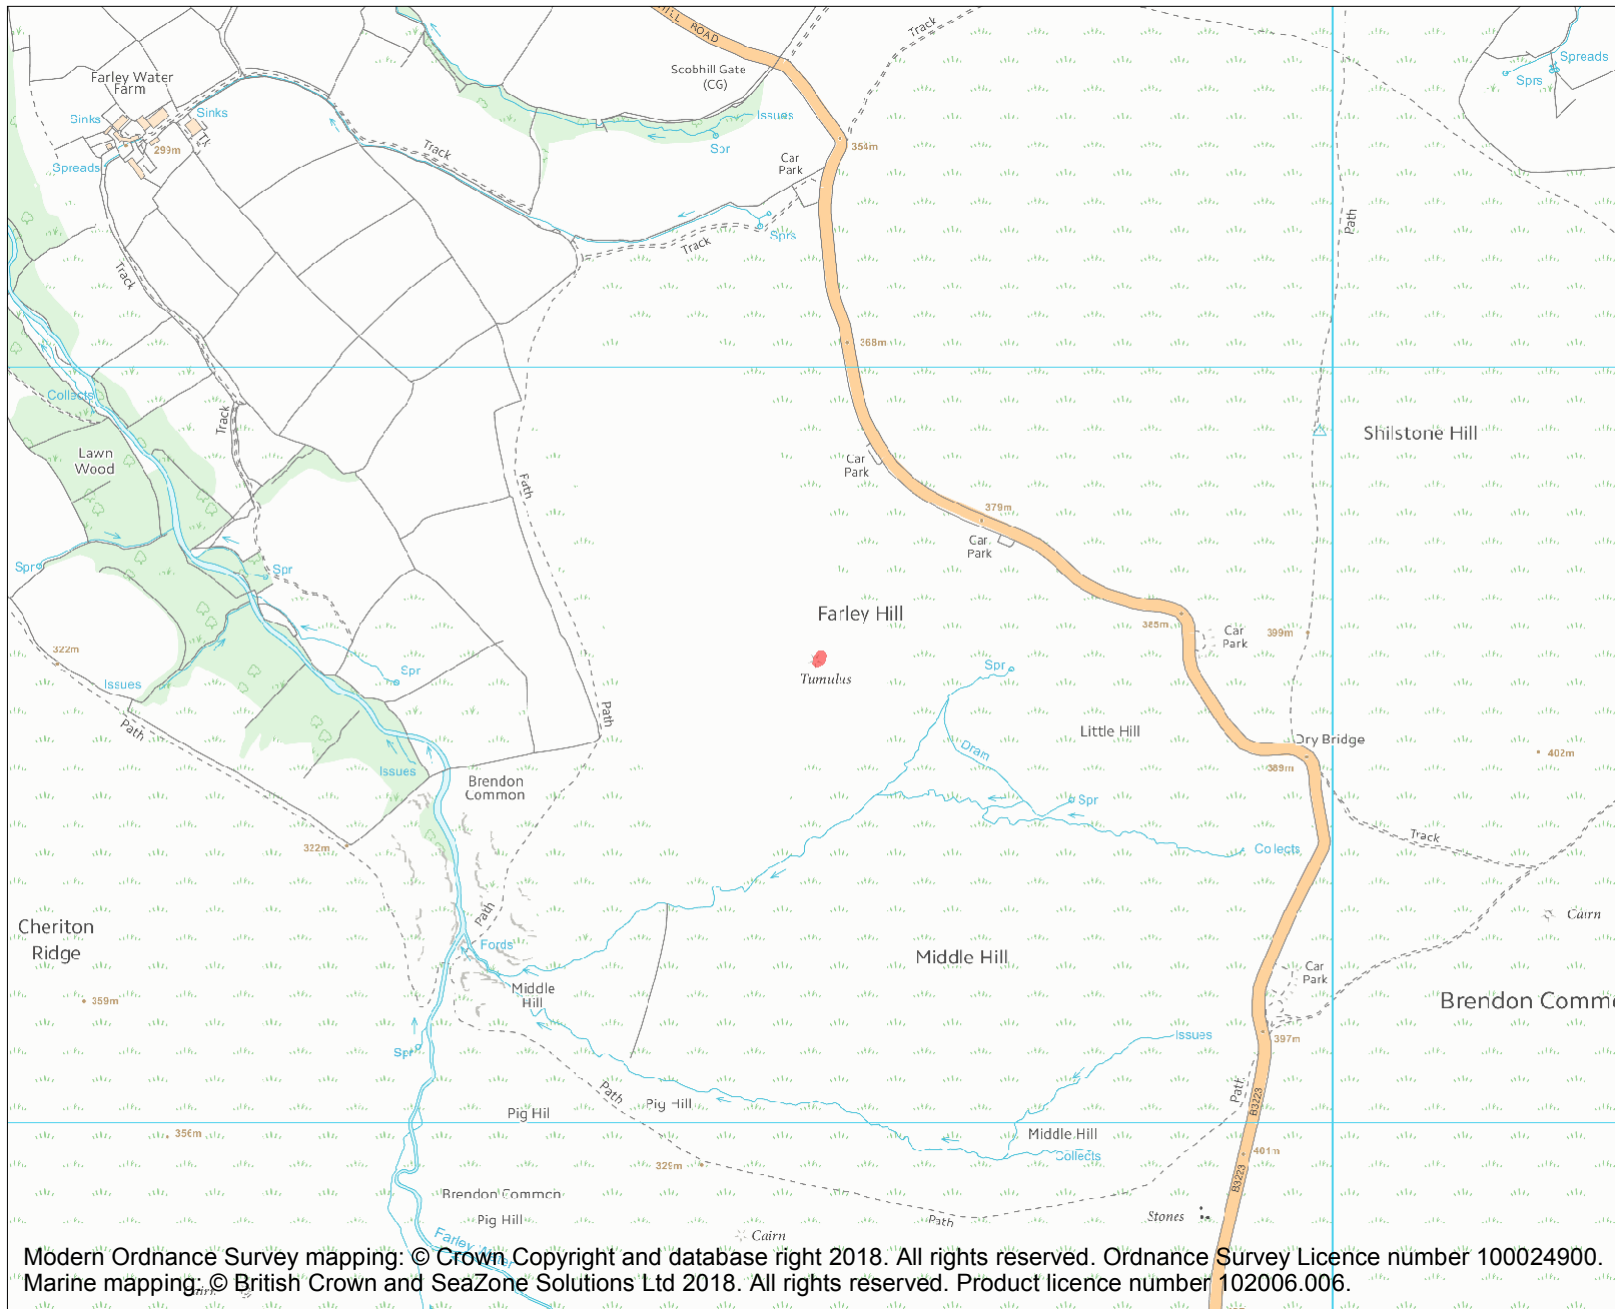 HILL ROAD
Track
Scobhill Gate
(CG)
Spreads
Sprs
Farley Water
Farm
Sinks
Sinks
Issues
299m
Track
Spr
Car
Park
354m
Spreads
Path
Sprs
Track
Track
368m
Collects
Track
Shilstone Hill
Lawn
Wood
Car
Park
Path
379m
Car
Park
Spr
Spr
Farley Hill
385m
Car
Park
399m
322m
Tumulus
Spr
Spr
Issues
Path
Path
Little Hill
Dry Bridge
Drain
402m
389m
Issues
Brendon
Common
Spr
Track
322m
Collects
Cairn
Path
Cheriton
Ridge
Fords
Middle Hill
Car
Park
Middle
Hill
359m
Brendon Comm
Issues
397m
Spr
Path
Path
B3223
Pig Hill
Pig Hill
Middle Hill
356m
401m
Collects
329m
B3223
Brendon Common
Pig Hill
Path
Stones
Cairn
Farley Water
Modern Ordnance Survey mapping: © Crown Copyright and database right 2018. All rights reserved. Ordnance Survey Licence number 100024900.
Marine mapping: © British Crown and SeaZone Solutions Ltd 2018. All rights reserved. Product licence number 102006.006.